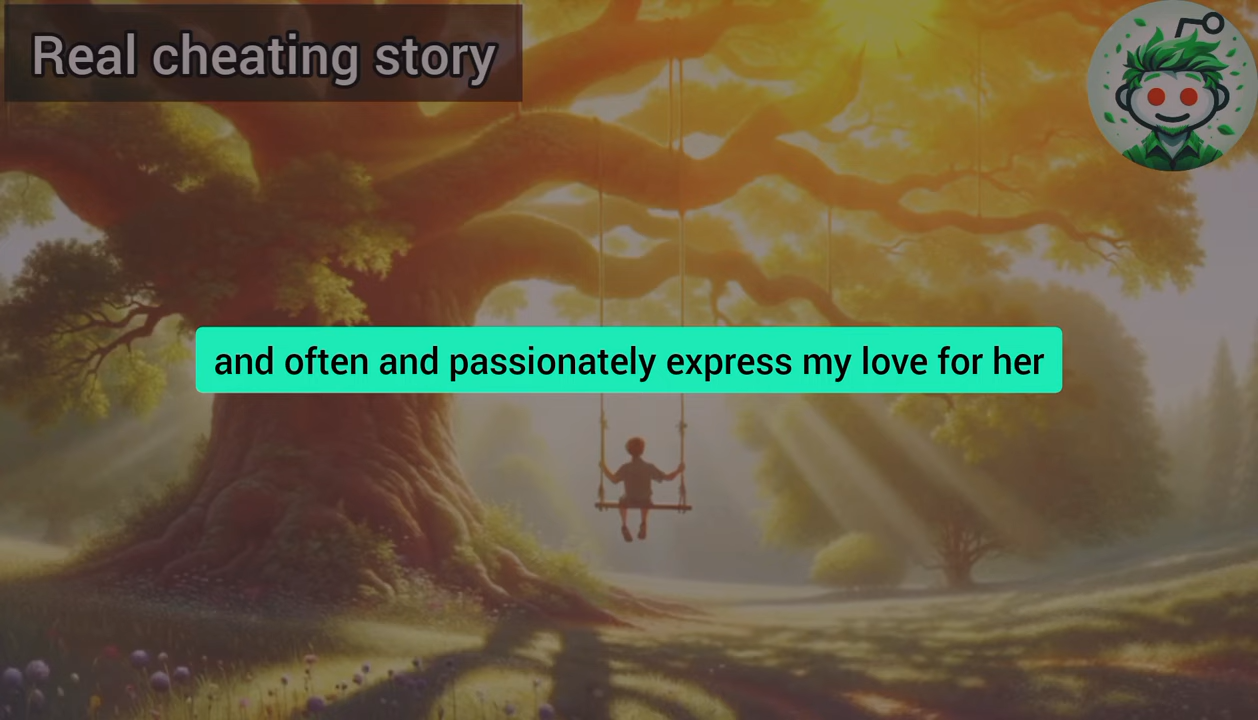 Real cheating story
and often and passionately express my love for her